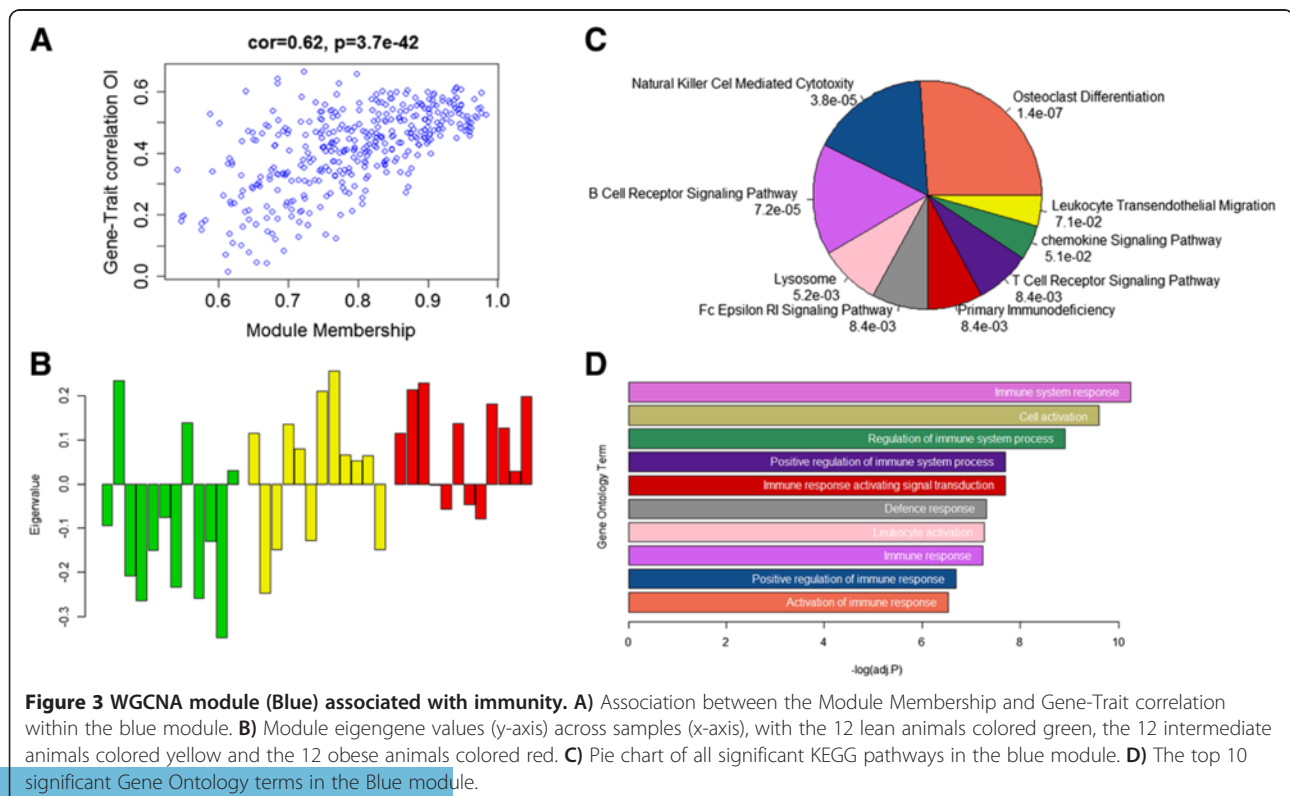 A
cor=0.62, p=3.7e-42
Gene-Trait correlation OI
0.0
0.2
0.4
0.6
0.6
0.7
0.8
0.9
1.0
Module Membership
C
Natural Killer Cel Mediated Cytotoxity
3.8e-05
Osteoclast Differentiation
1.4e-07
B Cell Receptor Signaling Pathway
7.2e-05
Leukocyte Transendothelial Migration
7.1e-02
chemokine Signaling Pathway
5.1e-02
Lysosome
5.2e-03
T Cell Receptor Signaling Pathway
8.4e-03
Fc Epsilon RI Signaling Pathway
8.4e-03
Primary Immunodeficiency
8.4e-03
B
Eigenvalue
0.2
0.1
0.0
-0.1
-0.2
-0.3
D
Gene Ontology Term
Immune system response
Cell activation
Regulation of immune system process
Positive regulation of immune system process
Immune response activating signal transduction
Defence response
Leukocyte activation
Immune response
Positive regulation of immune response
Activation of immune response
0
2
4
6
8
10
-log(adj.P)
Figure 3 WGCNA module (Blue) associated with immunity. A) Association between the Module Membership and Gene-Trait correlation
within the blue module. B) Module eigengene values (y-axis) across samples (x-axis), with the 12 lean animals colored green, the 12 intermediate
animals colored yellow and the 12 obese animals colored red. C) Pie chart of all significant KEGG pathways in the blue module. D) The top 10
significant Gene Ontology terms in the Blue module.